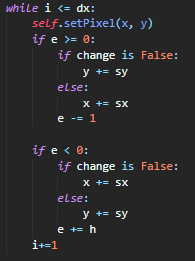 while i <= dx:
    self.setPixel(x, y)
    if e >= 0:
        if change is False:
            y += sy
        else:
            x += sx
        e -= 1

    if e < 0:
        if change is False:
            x += sx
        else:
            y += sy
        e += h
    i+=1